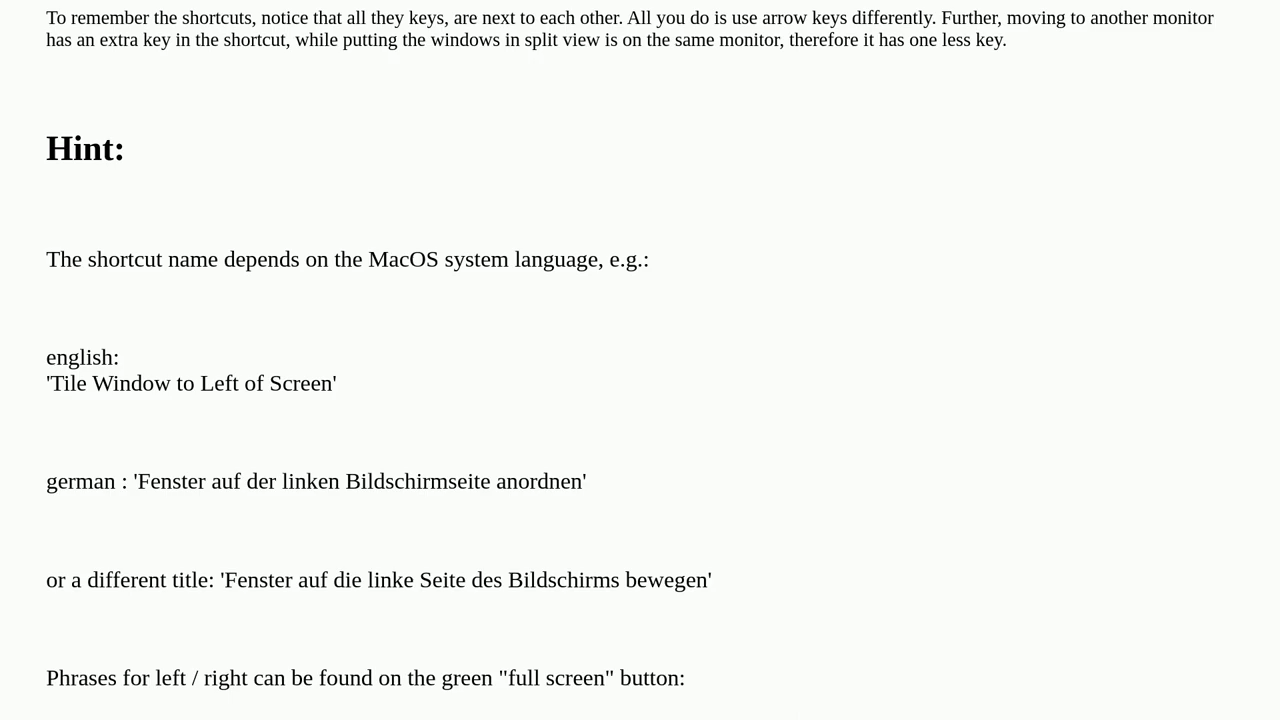 To remember the shortcuts, notice that all they keys, are next to each other. All you do is use arrow keys differently. Further, moving to another monitor
has an extra key in the shortcut, while putting the windows in split view is on the same monitor, therefore it has one less key.
Hint:
The shortcut name depends on the MacOS system language, e.g.:
english:
'Tile Window to Left of Screen'
german : 'Fenster auf der linken Bildschirmseite anordnen'
or a different title: 'Fenster auf die linke Seite des Bildschirms bewegen'
Phrases for left / right can be found on the green "full screen" button: